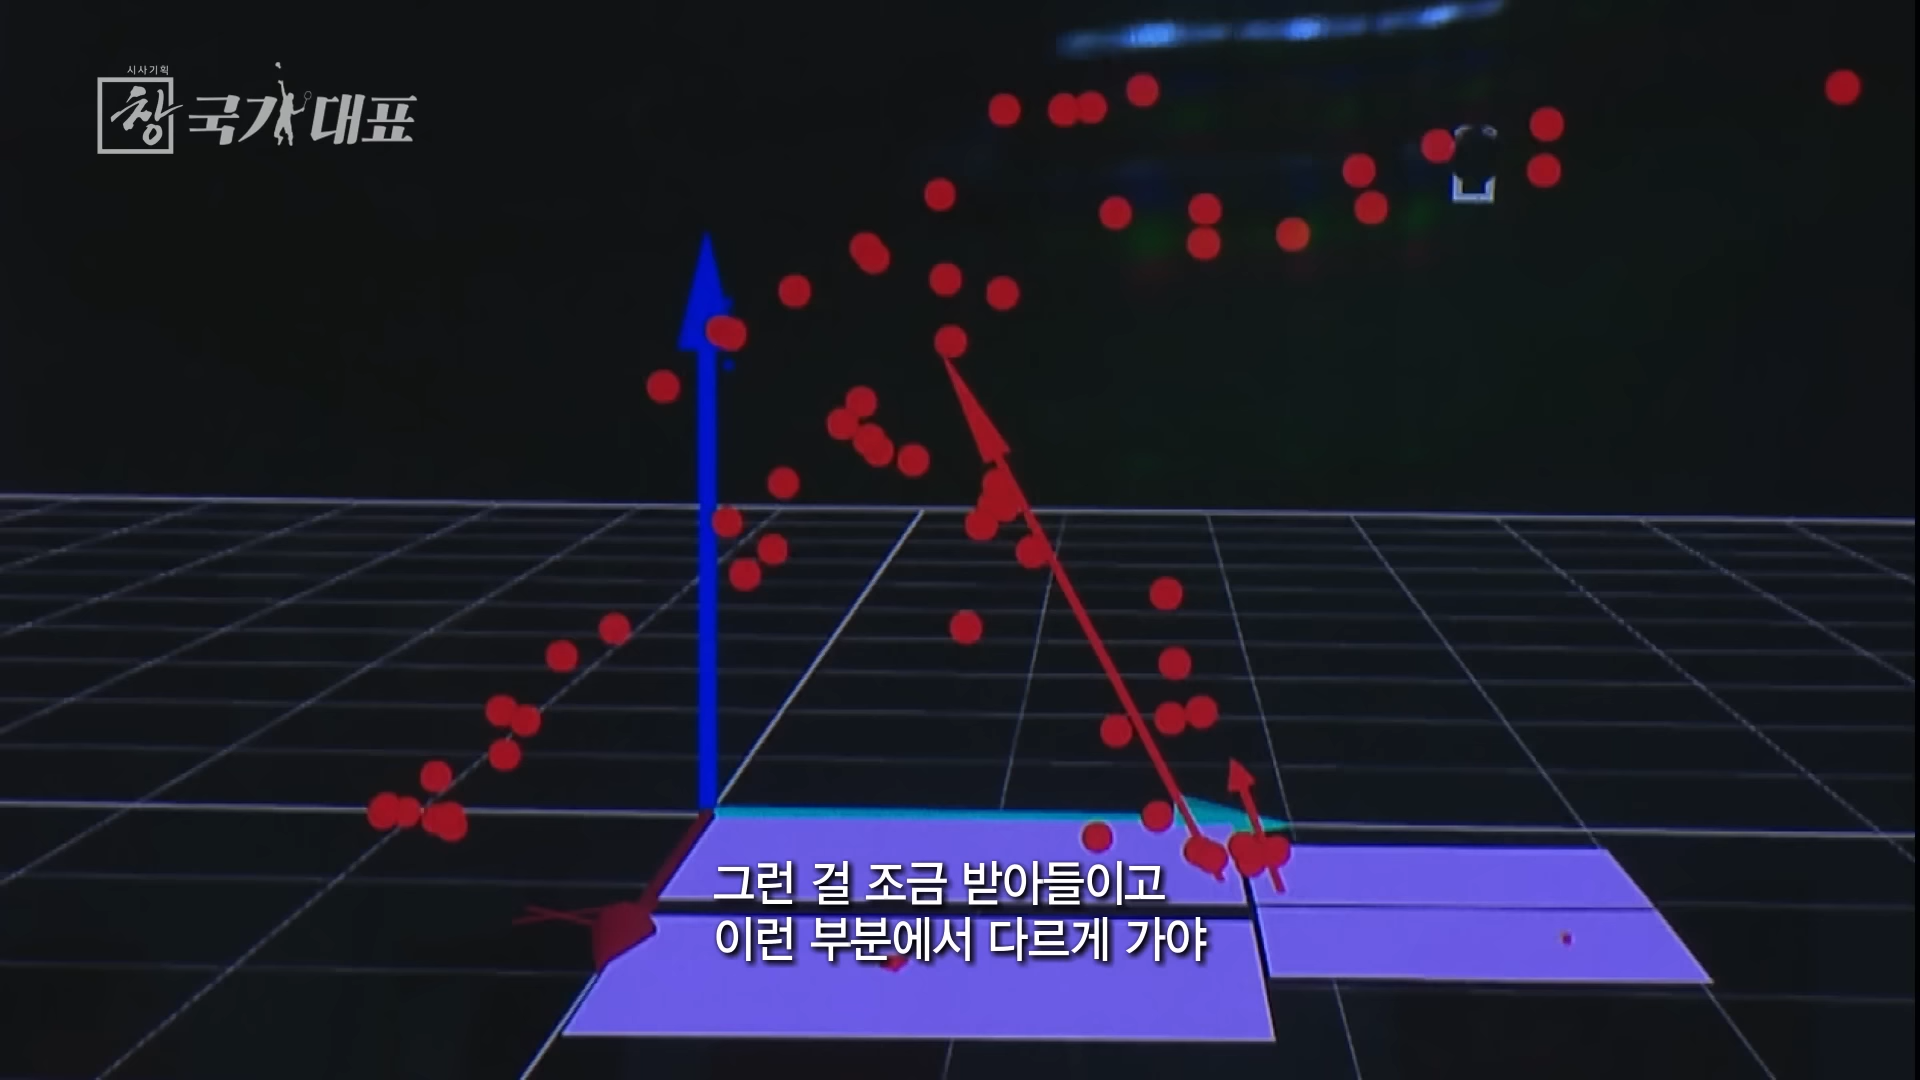 시사기획
창 국가대표
그런 걸 조금 받아들이고
이런 부분에서 다르게 가야